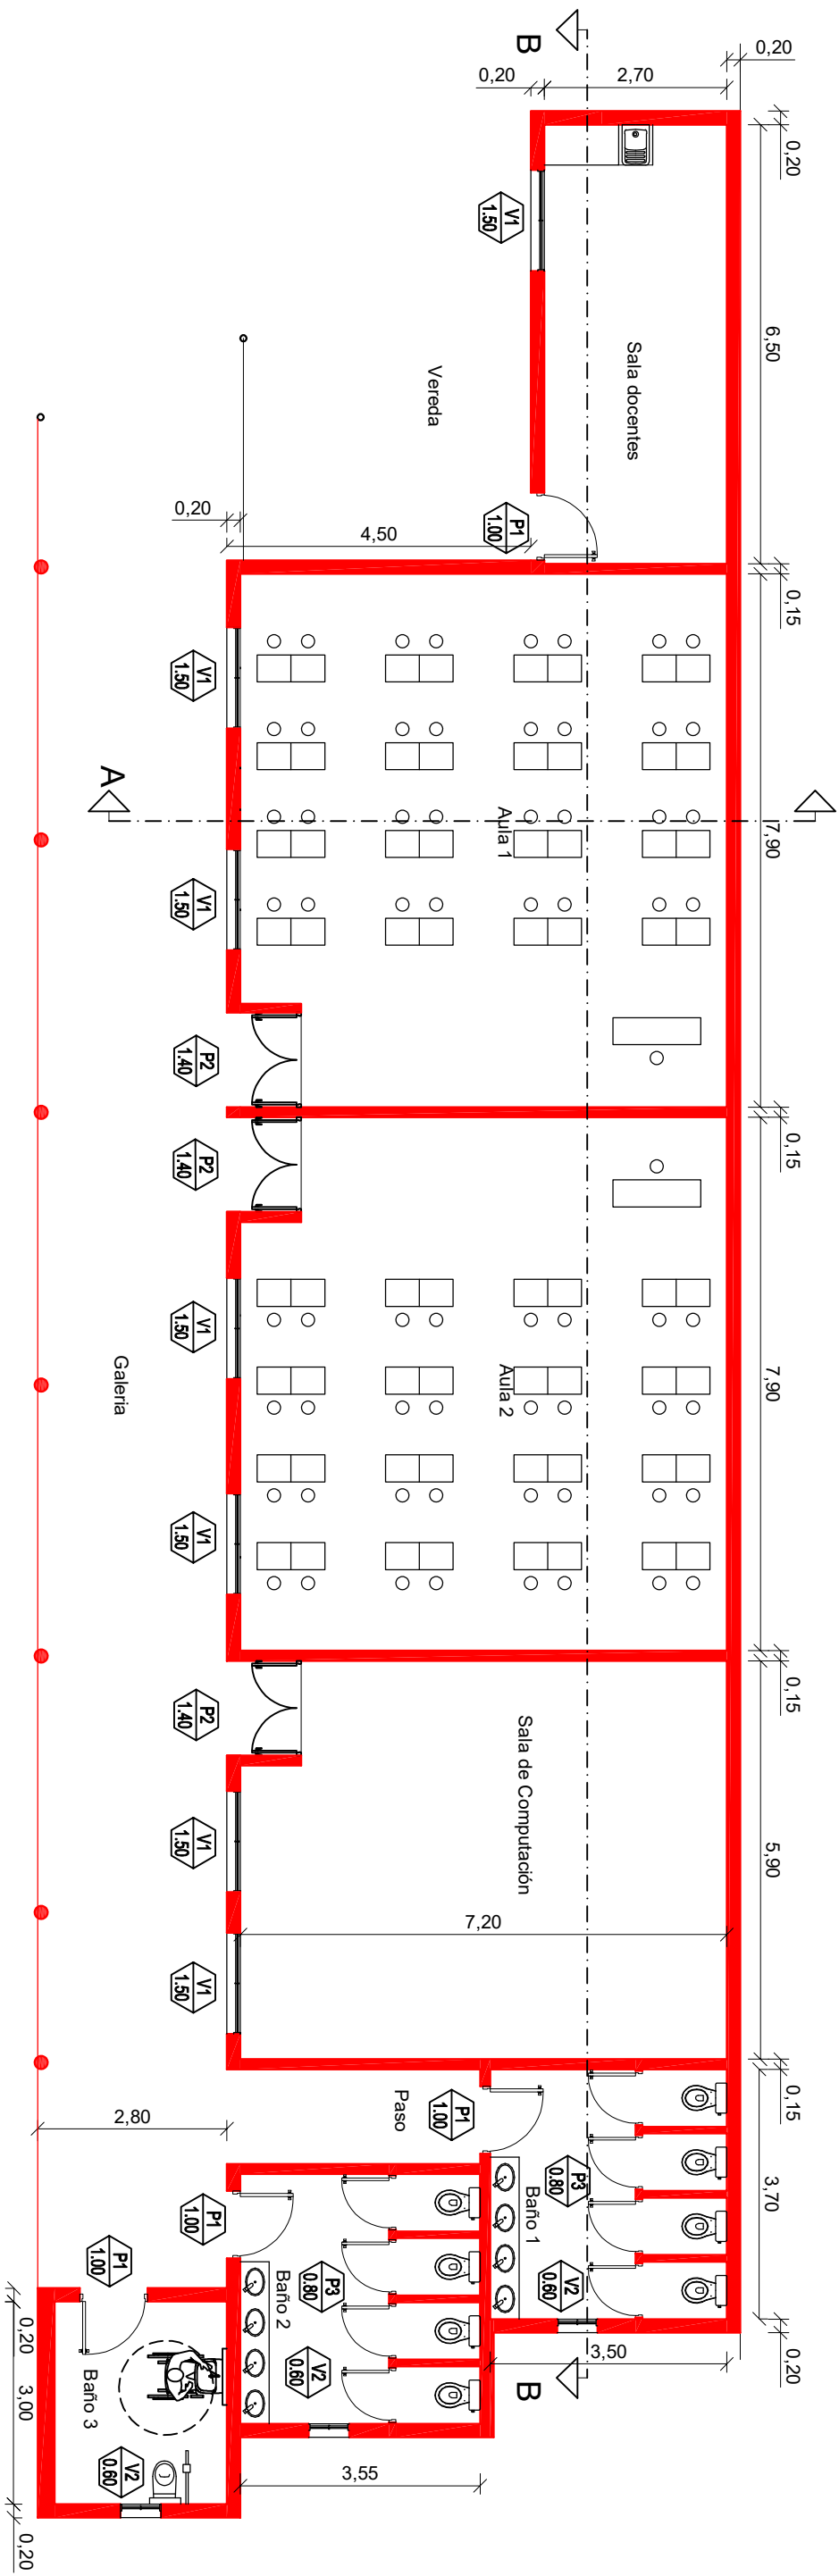 B
0,20
2,70
0,20
0,20
6,50
V1
1.50
Sala docentes
Vereda
P1
1.00
4,50
0,20
0,15
V1
1.50
Aula 1
A
7,90
V1
1.50
P2
1.40
0,15
P2
1.40
V1
1.50
Galeria
Aula 2
7,90
V1
1.50
0,15
P2
1.40
Sala de Computación
5,90
V1
1.50
7,20
V1
1.50
0,15
Paso
P1
1.00
2,80
3,70
P3
0.80
Baño 1
V2
0.60
P1
1.00
P1
1.00
Baño 2
P3
0.80
V2
0.60
3,50
0,20
B
0,20
3,00
Baño 3
V2
0.60
3,55
0,20